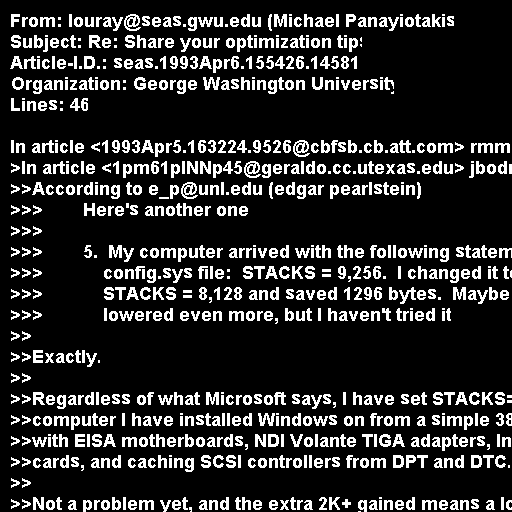 From: louray@seas.gwu.edu (Michael Panayiotakis
Subject: Re: Share your optimization tips
Article-I.D.: seas.1993Apr6.155426.14581
Organization: George Washington University
Lines: 46

In article <1993Apr5.163224.9526@cbfsb.cb.att.com> rmm
>In article <1pm61pINNp45@geraldo.cc.utexas.edu> jbodn
>>According to e_p@unl.edu (edgar pearlstein)
>>> Here's another one
>>>
>>> 5. My computer arrived with the following statem
>>> config.sys file: STACKS = 9,256. I changed it to
>>> STACKS = 8,128 and saved 1296 bytes. Maybe
>>> lowered even more, but I haven't tried it
>>
>>Exactly.
>>
>>Regardless of what Microsoft says, I have set STACKS=
>>computer I have installed Windows on from a simple 38
>>with EISA motherboards, NDI Volante TIGA adapters, In
>>cards, and caching SCSI controllers from DPT and DTC.
>>
>>Not a problem yet, and the extra 2K+ gained means a lo